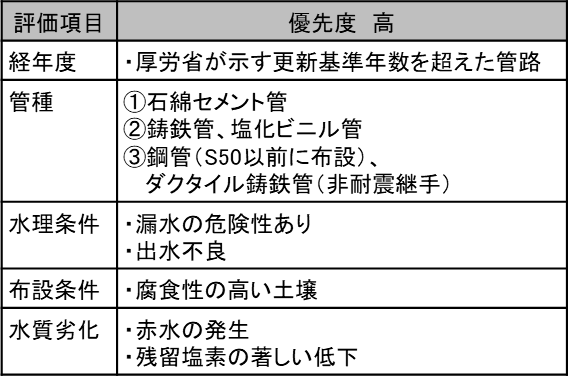 評価項目 優先度 高
経年度 ・厚労省が示す更新基準年数を超えた管路
管種 ①石綿セメント管
②鋳鉄管、塩化ビニル管
③鋼管（S50以前に布設）、
ダクタイル鋳鉄管（非耐震継手）
水理条件 ・漏水の危険性あり
・出水不良
布設条件 ・腐食性の高い土壌
水質劣化 ・赤水の発生
・残留塩素の著しい低下